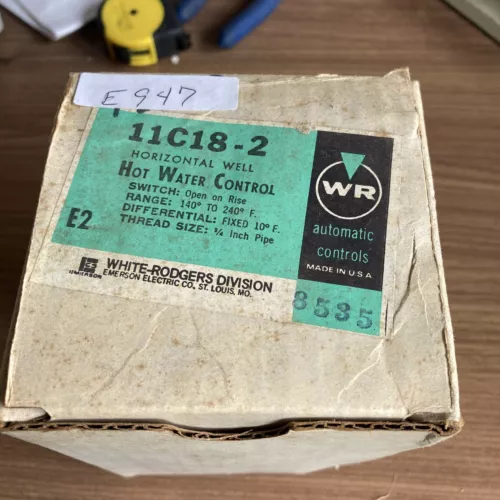 E947
11C18-2
HORIZONTAL WELL
HOT WATER CONTROL
SWITCH: Open on Rise
RANGE: 140° TO 240° F.
DIFFERENTIAL: FIXED 10° F.
THREAD SIZE: ¾ Inch Pipe
E2
EMERSON
WHITE-RODGERS DIVISION
EMERSON ELECTRIC CO., ST. LOUIS, MO.
WR
automatic
controls
MADE IN U.S.A.
8535